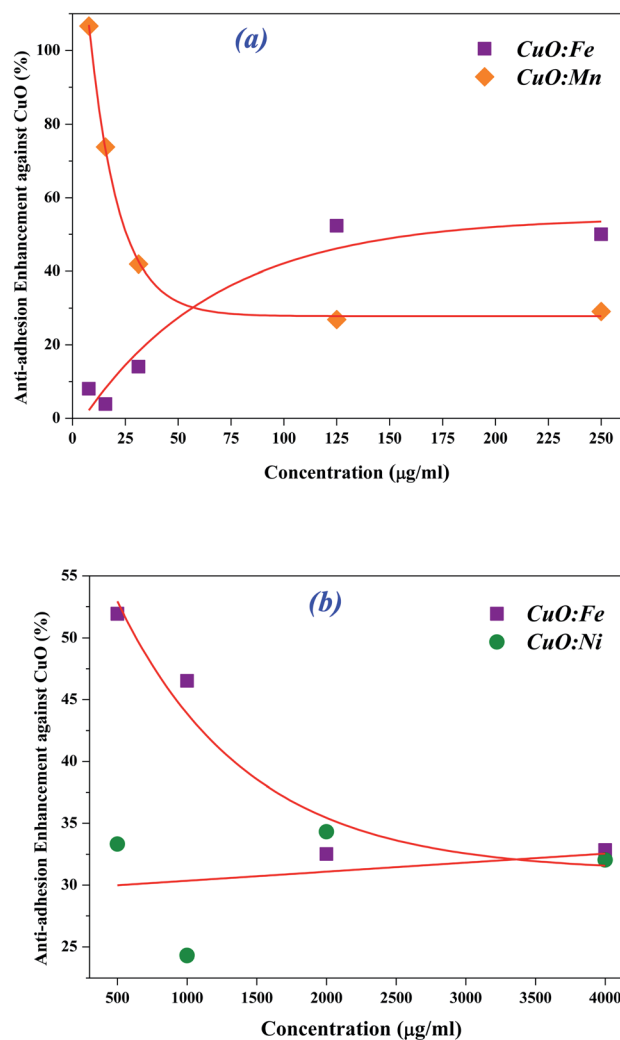 (a)
CuO:Fe
CuO:Mn
Anti-adhesion Enhancement against CuO (%)
100
80
60
40
20
0
0 25 50 75 100 125 150 175 200 225 250
Concentration (μg/ml)
(b)
CuO:Fe
CuO:Ni
Anti-adhesion Enhancement against CuO (%)
55
50
45
40
35
30
25
500 1000 1500 2000 2500 3000 3500 4000
Concentration (μg/ml)